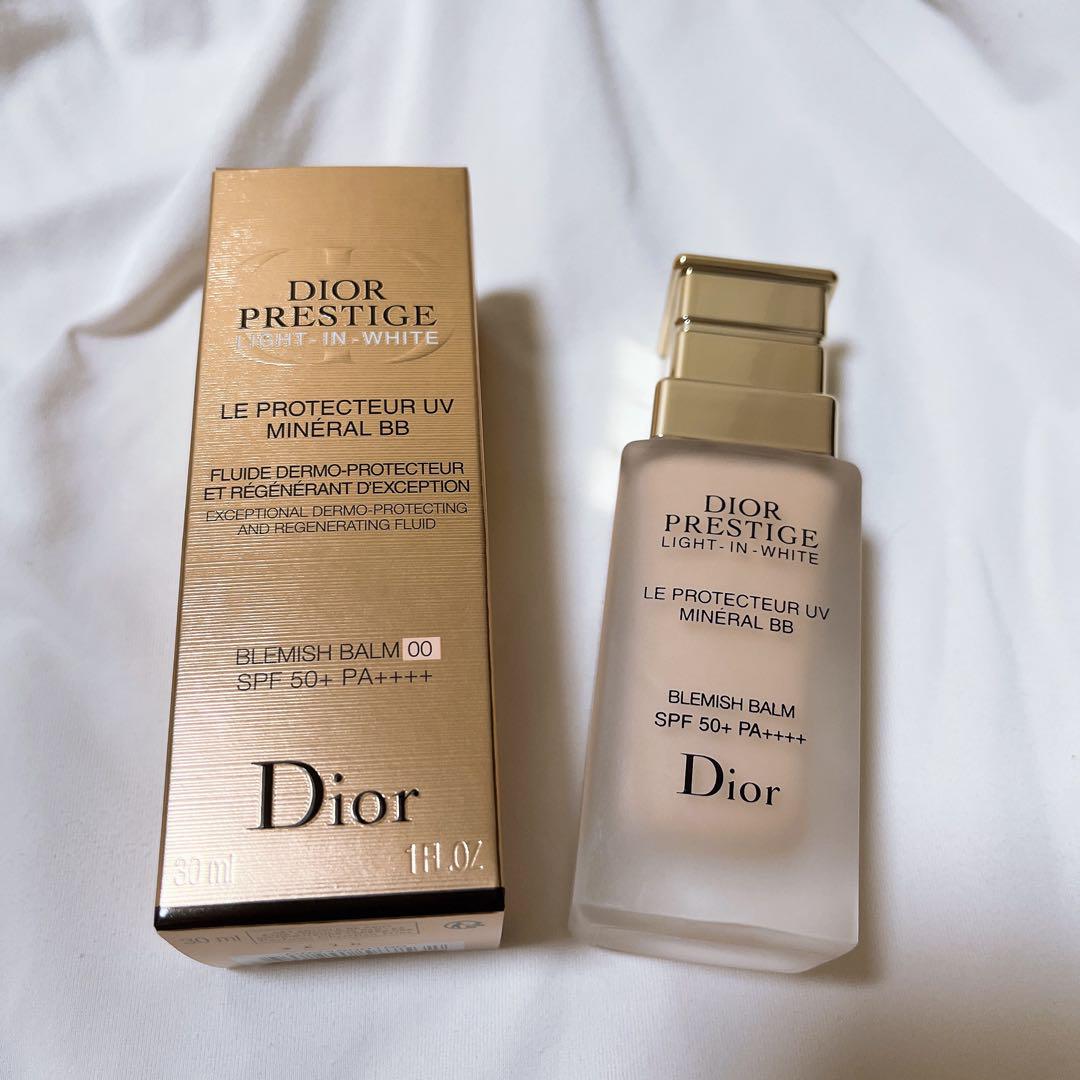 DIOR
PRESTIGE
LIGHT-IN-WHITE
LE PROTECTEUR UV
MINÉRAL BB
FLUIDE DERMO-PROTECTEUR
ET RÉGÉNÉRANT D'EXCEPTION
EXCEPTIONAL DERMO-PROTECTING
AND REGENERATING FLUID
BLEMISH BALM 00
SPF 50+ PA++++
Dior
30 ml 1 FL.OZ
30 ml
DIOR
PRESTIGE
LIGHT-IN-WHITE
LE PROTECTEUR UV
MINÉRAL BB
BLEMISH BALM
SPF 50+ PA++++
Dior